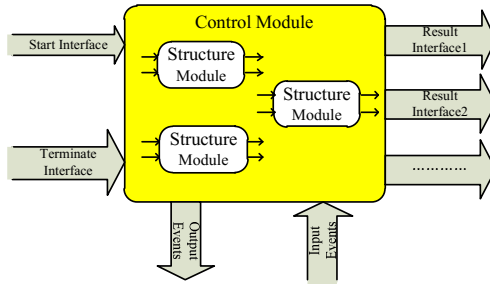 Control Module
Start Interface
Structure
Module
Structure
Module
Structure
Module
Terminate
Interface
Result
Interface1
Result
Interface2
…………
Output
Events
Input
Events